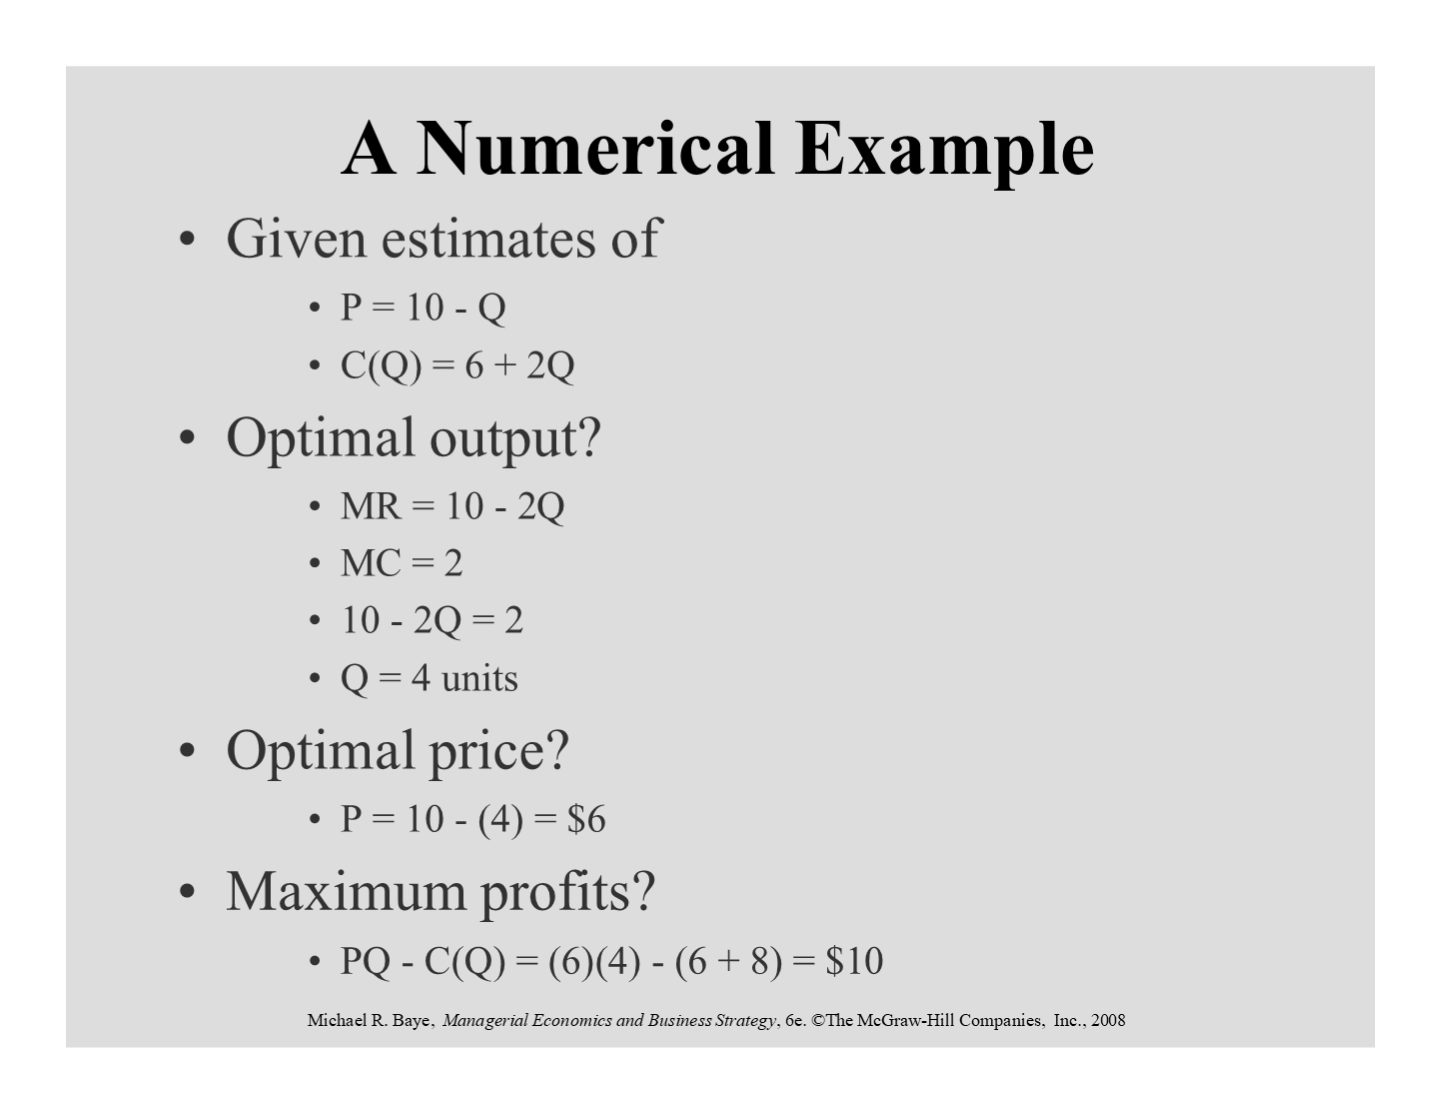 A Numerical Example
• Given estimates of
• P = 10 - Q
• C(Q) = 6 + 2Q
• Optimal output?
• MR = 10 - 2Q
• MC = 2
• 10 - 2Q = 2
• Q = 4 units
• Optimal price?
• P = 10 - (4) = $6
• Maximum profits?
• PQ - C(Q) = (6)(4) - (6 + 8) = $10
Michael R. Baye, Managerial Economics and Business Strategy, 6e. ©The McGraw-Hill Companies, Inc., 2008